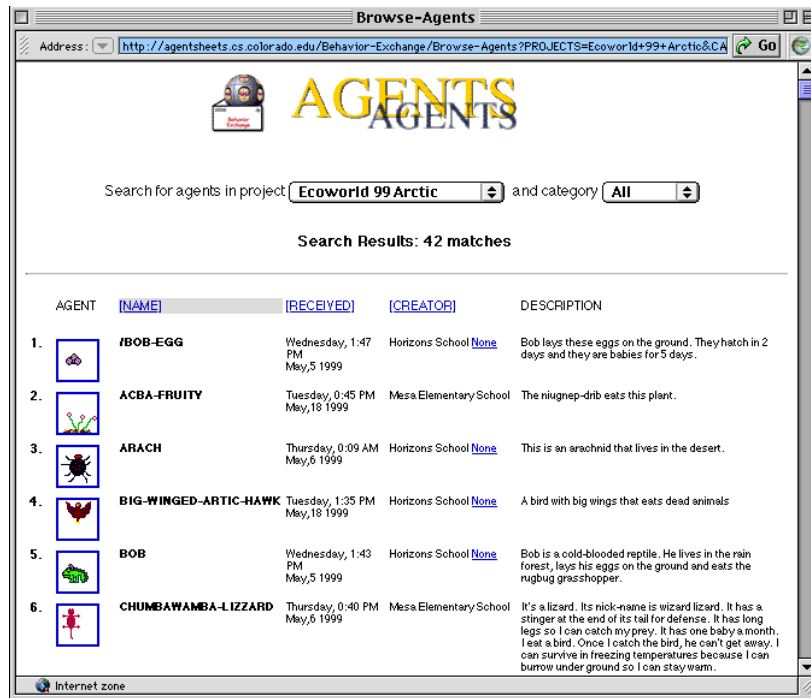 Browse-Agents
Address: http://agentsheets.cs.colorado.edu/Behavior-Exchange/Browse-Agents?PROJECTS=Ecoworld+99+Arctic&CA Go
Behavior
Exchange
AGENTS
AGENTS
Search for agents in project Ecoworld 99 Arctic and category All
Search Results: 42 matches
AGENT [NAME] [RECEIVED] [CREATOR] DESCRIPTION
1. /BOB-EGG Wednesday, 1:47 Horizons School None Bob lays these eggs on the ground. They hatch in 2
PM days and they are babies for 5 days.
May,5 1999
2. ACBA-FRUITY Tuesday, 0:45 PM Mesa Elementary School The niugnep-drib eats this plant.
May,18 1999
3. ARACH Thursday, 0:09 AM Horizons School None This is an arachnid that lives in the desert.
May,6 1999
4. BIG-WINGED-ARTIC-HAWK Tuesday, 1:35 PM Horizons School None A bird with big wings that eats dead animals
May,18 1999
5. BOB Wednesday, 1:43 Horizons School None Bob is a cold-blooded reptile. He lives in the rain
PM forest, lays his eggs on the ground and eats the
May,5 1999 rugbug grasshopper.
6. CHUMBAWAMBA-LIZZARD Thursday, 0:40 PM Mesa Elementary School It's a lizard. Its nick-name is wizard lizard. It has a
May,6 1999 stinger at the end of its tail for defense. It has long
legs so I can catch my prey. It has one baby a month.
I eat a bird. Once I catch the bird, he can't get away. I
can survive in freezing temperatures because I can
burrow under ground so I can stay warm.
Internet zone